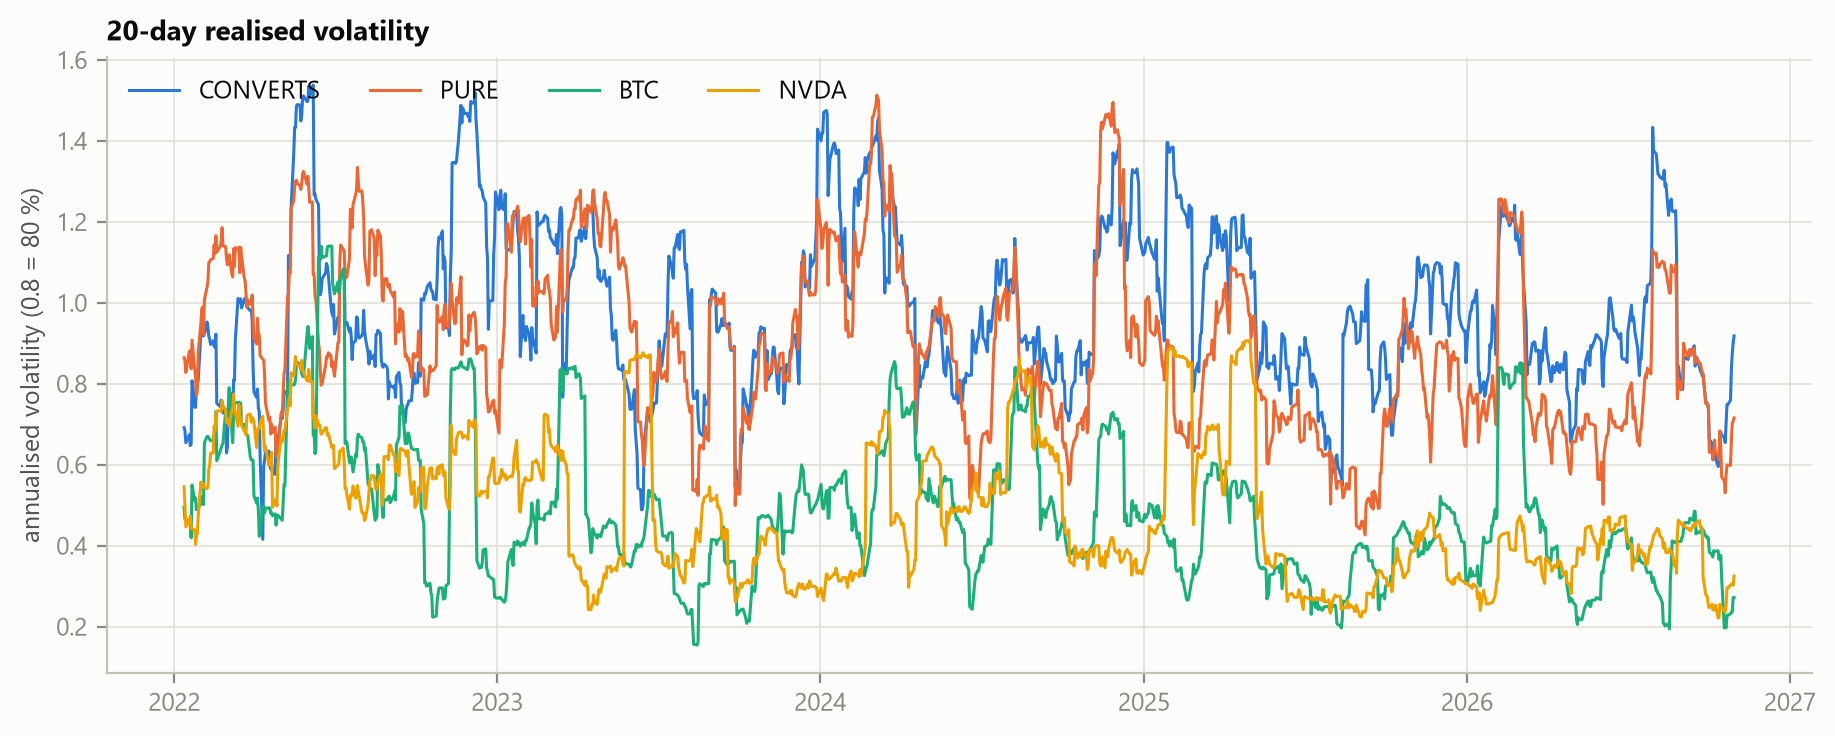 20-day realised volatility
CONVERTS PURE BTC NVDA
annualised volatility (0.8 = 80 %)
1.6
1.4
1.2
1.0
0.8
0.6
0.4
0.2
2022 2023 2024 2025 2026 2027